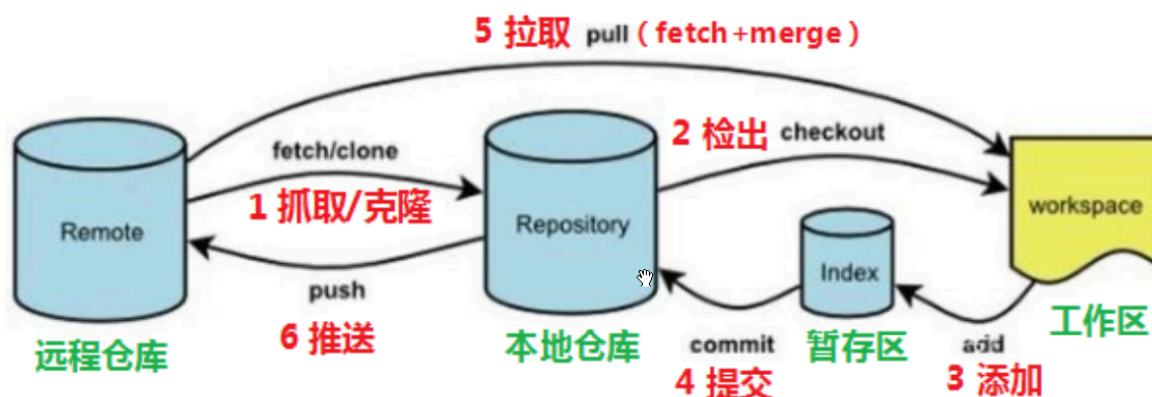 5 拉取 pull（fetch+merge）
fetch/clone
1 抓取/克隆
2 检出 checkout
Remote
Repository
workspace
Index
push
6 推送
commit
4 提交
add
3 添加
远程仓库
本地仓库
暂存区
工作区